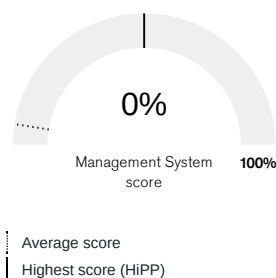 0%
Management System
score
100%
Average score
Highest score (HiPP)